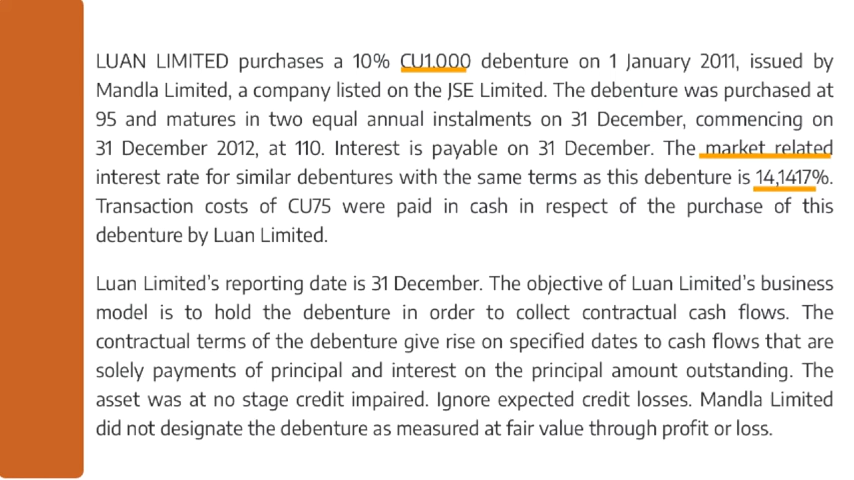 LUAN LIMITED purchases a 10% CU1.000 debenture on 1 January 2011, issued by
Mandla Limited, a company listed on the JSE Limited. The debenture was purchased at
95 and matures in two equal annual instalments on 31 December, commencing on
31 December 2012, at 110. Interest is payable on 31 December. The market related
interest rate for similar debentures with the same terms as this debenture is 14,1417%.
Transaction costs of CU75 were paid in cash in respect of the purchase of this
debenture by Luan Limited.
Luan Limited's reporting date is 31 December. The objective of Luan Limited's business
model is to hold the debenture in order to collect contractual cash flows. The
contractual terms of the debenture give rise on specified dates to cash flows that are
solely payments of principal and interest on the principal amount outstanding. The
asset was at no stage credit impaired. Ignore expected credit losses. Mandla Limited
did not designate the debenture as measured at fair value through profit or loss.